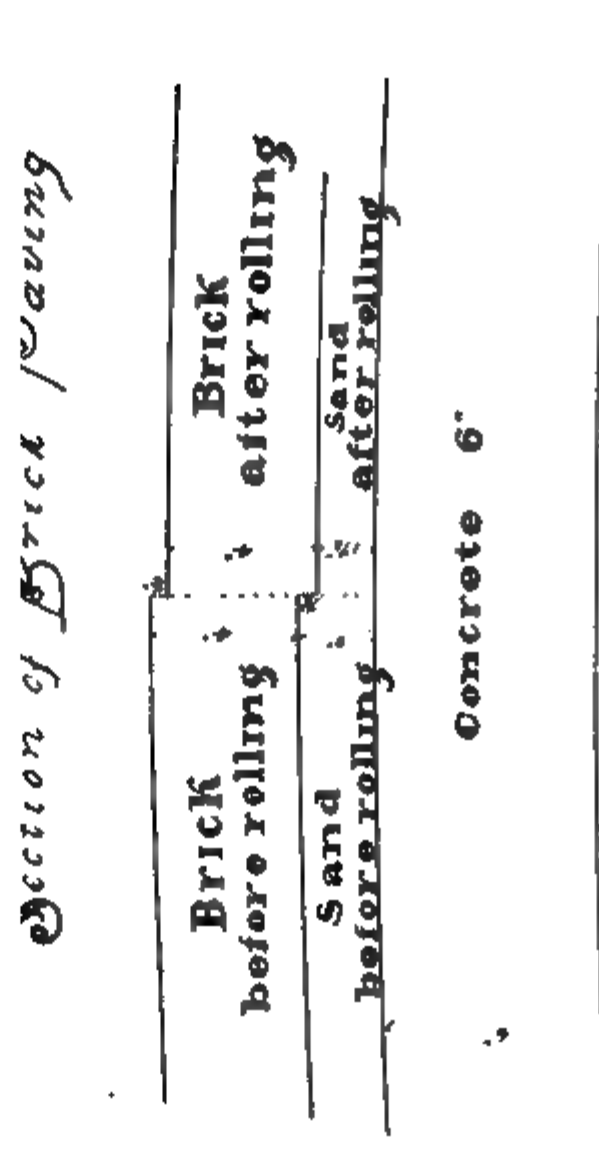 Section of Brick Paving
Brick
before rolling
Brick
after rolling
Sand
before rolling
Sand
after rolling
Concrete 6"